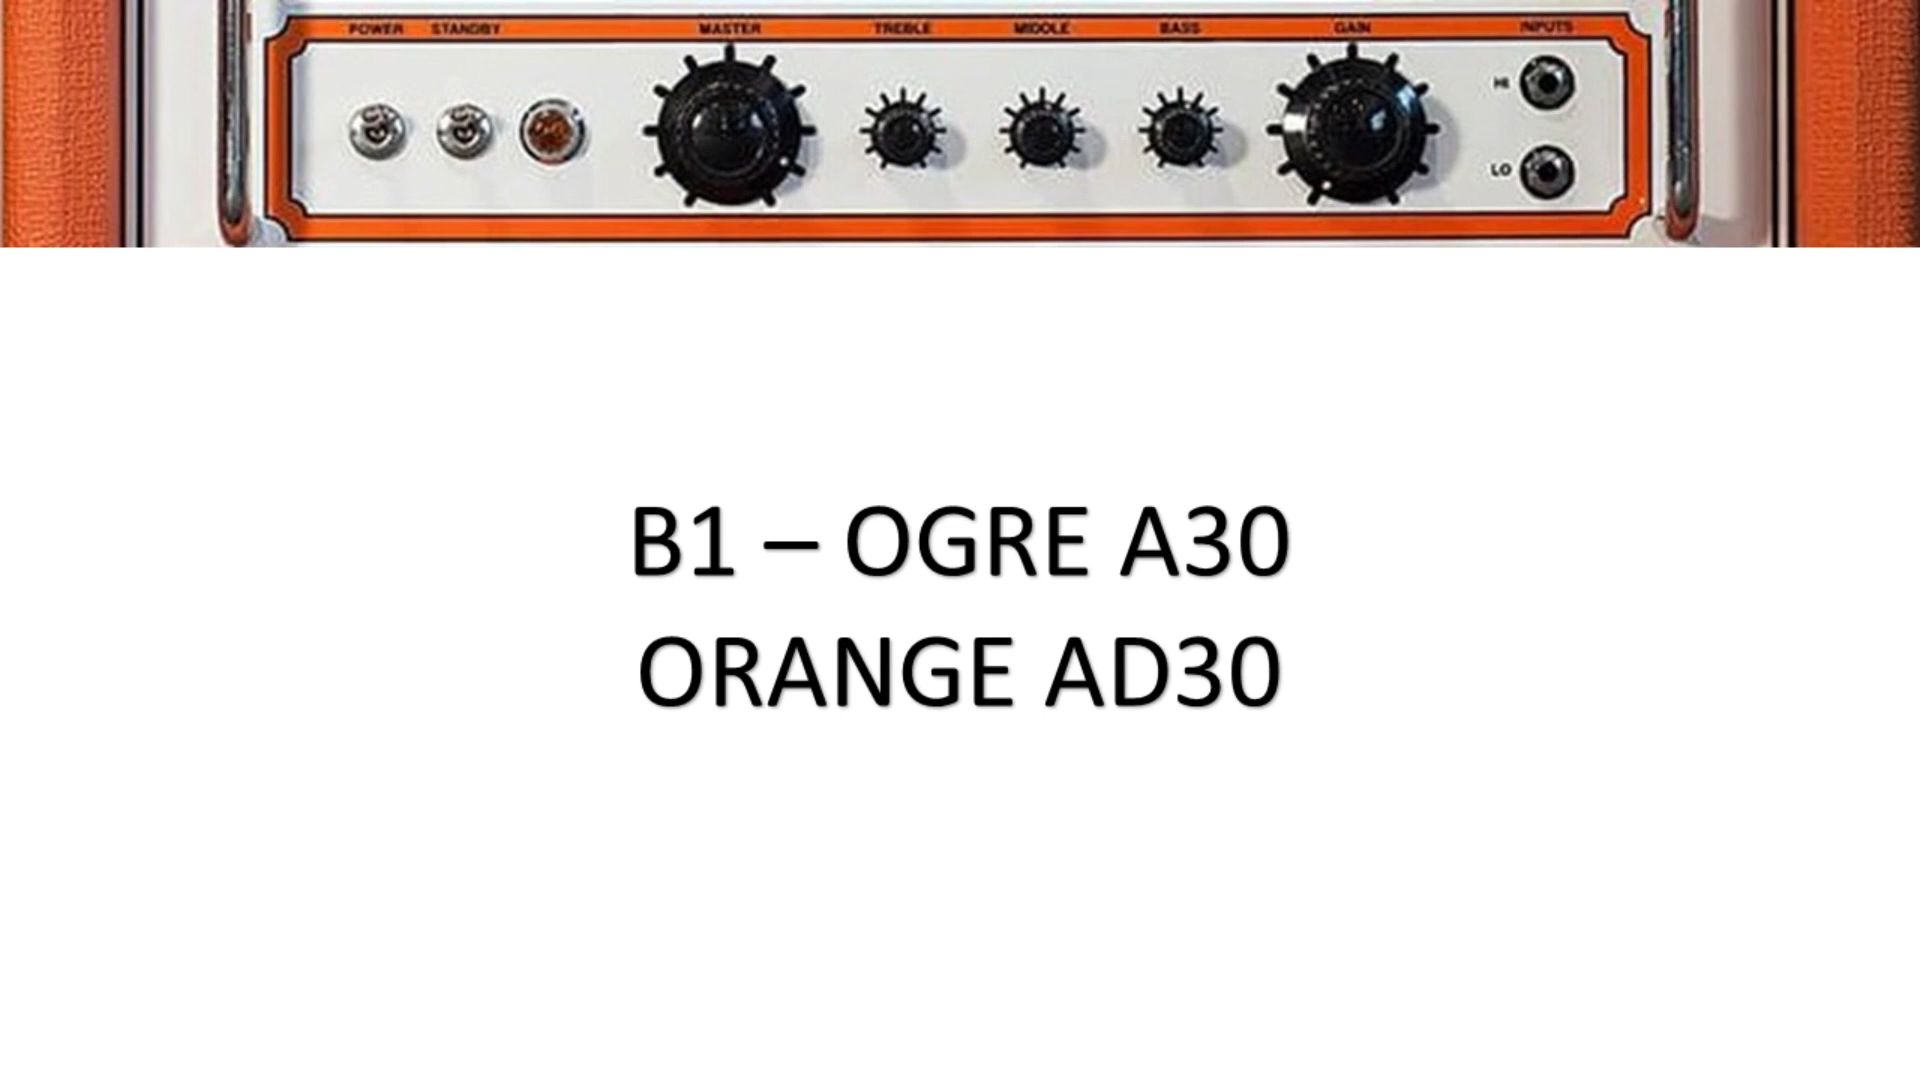 POWER STANDBY MASTER TREBLE MIDDLE BASS GAIN INPUTS
HI
LO
B1 – OGRE A30
ORANGE AD30